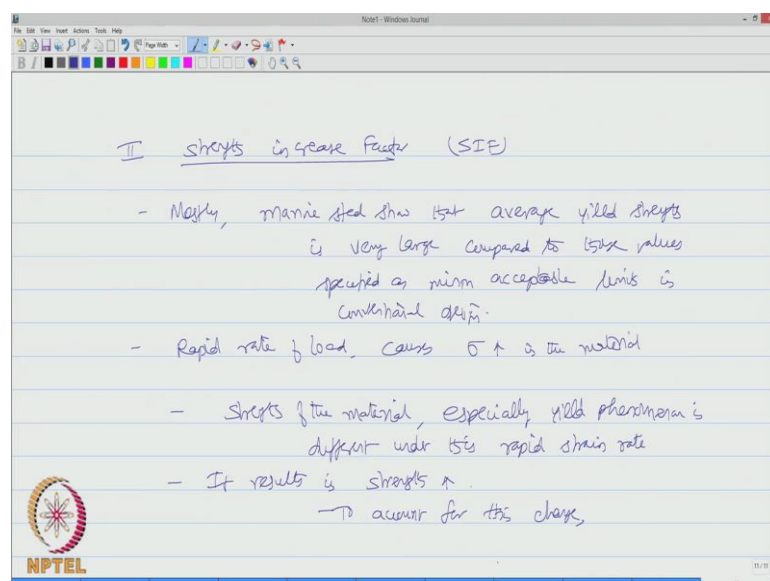 Note1 - Windows Journal
File Edit View Insert Actions Tools Help
Page Width
B I
II Strength increase Factor (SIF)
- Mostly, marine steel show that average yield strength
is very large compared to those values
specified as minm acceptable limits in
conventional design.
- Rapid rate of load, causes σ ↑ in the material
- Strength of the material, especially yield phenomenon is
different under this rapid strain rate
- It results in strength ↑.
To account for this change,
NPTEL
11/11